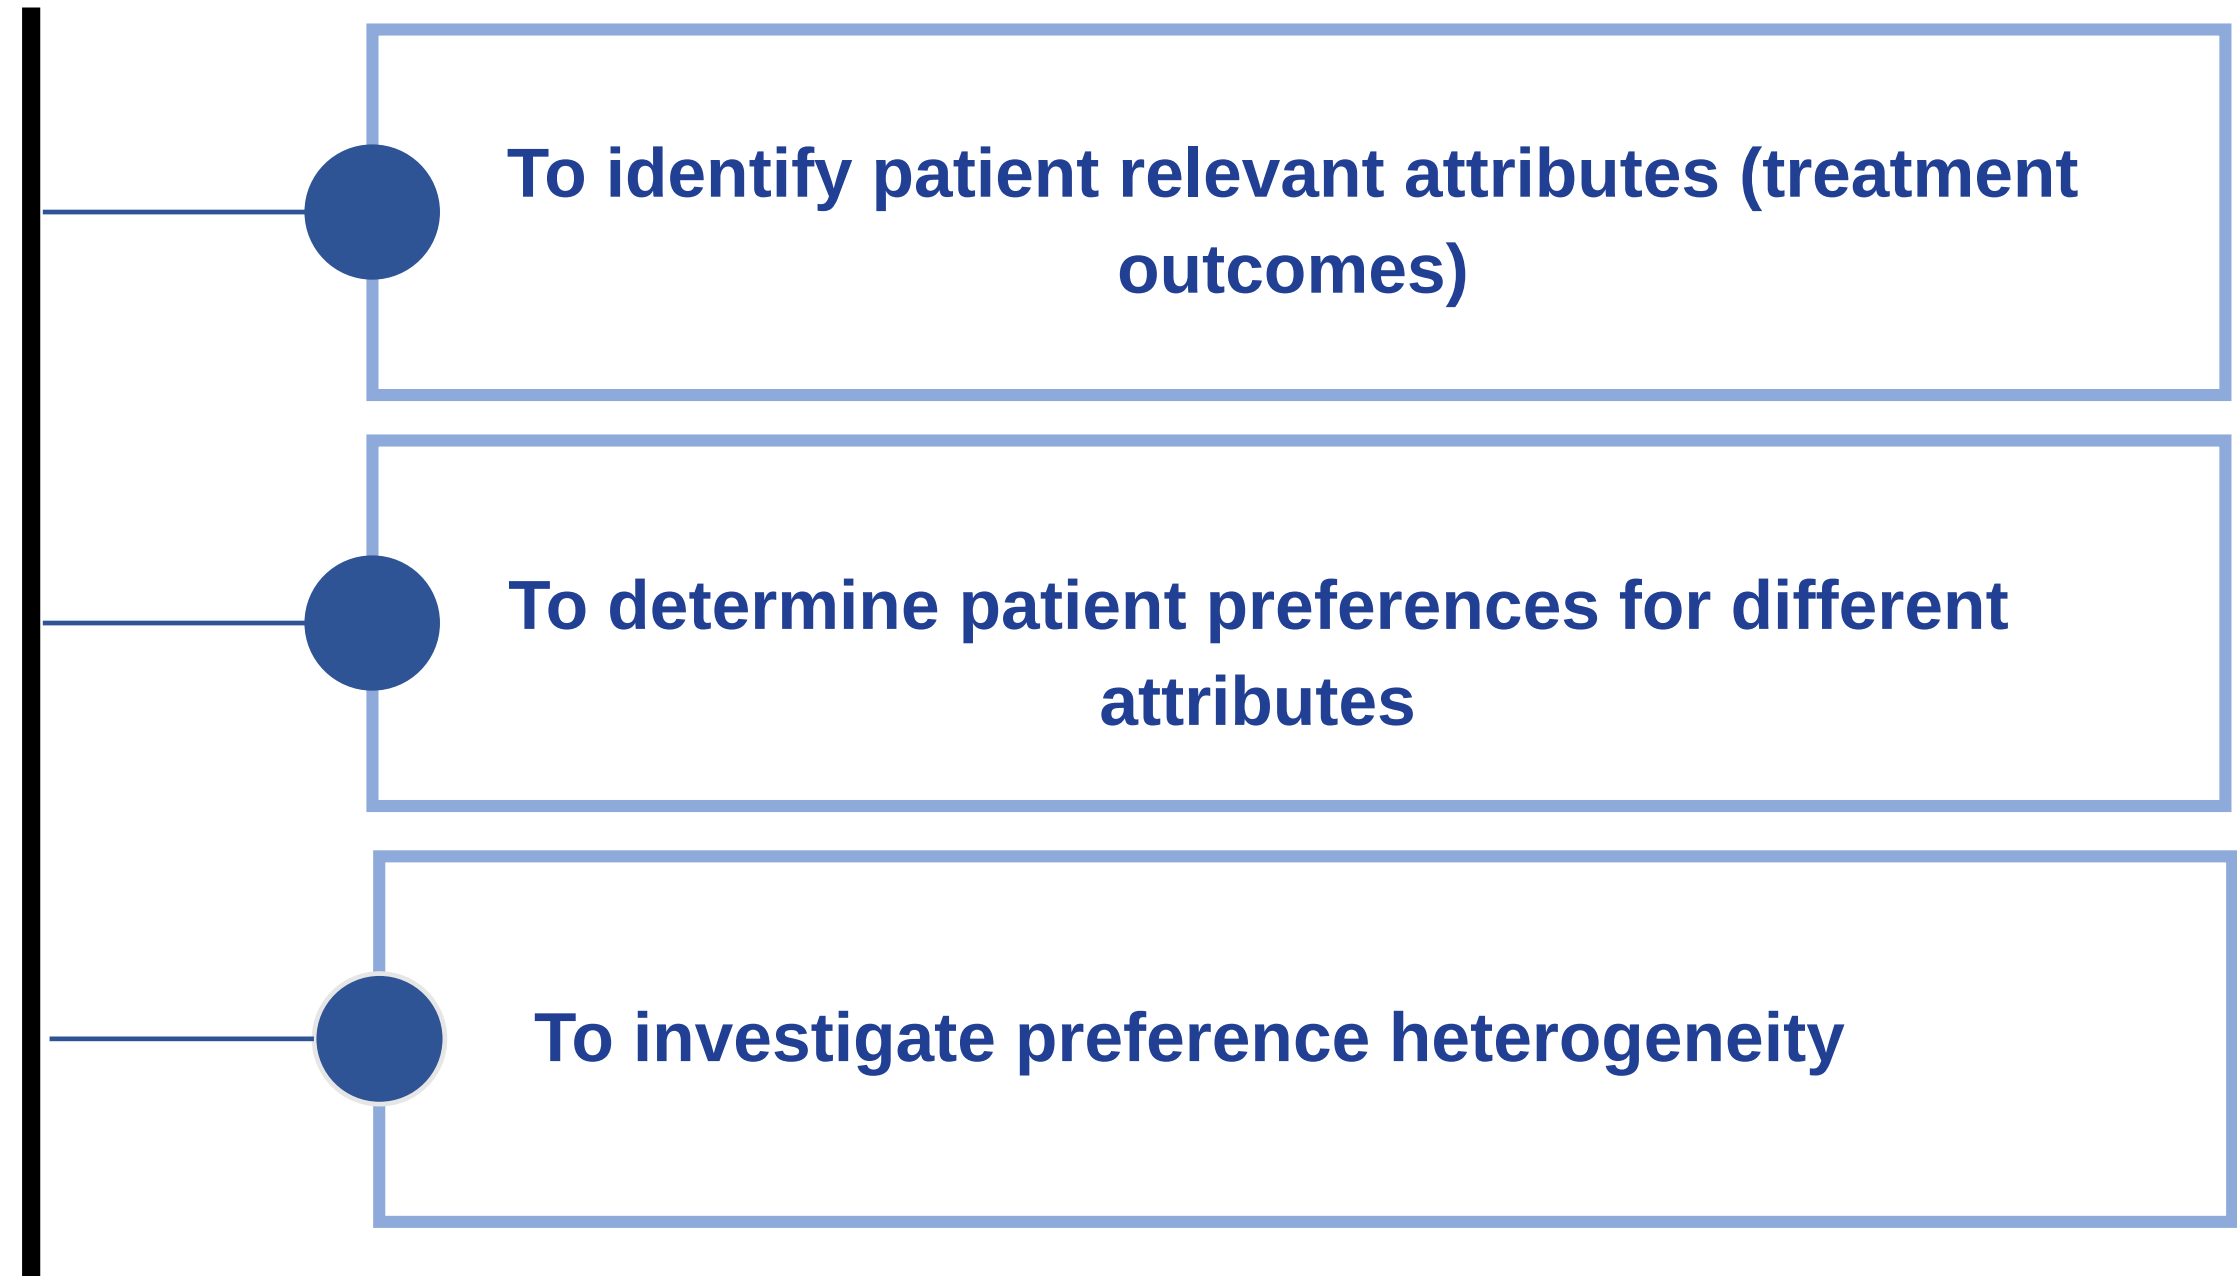 To identify patient relevant attributes (treatment
outcomes)
To determine patient preferences for different
attributes
To investigate preference heterogeneity